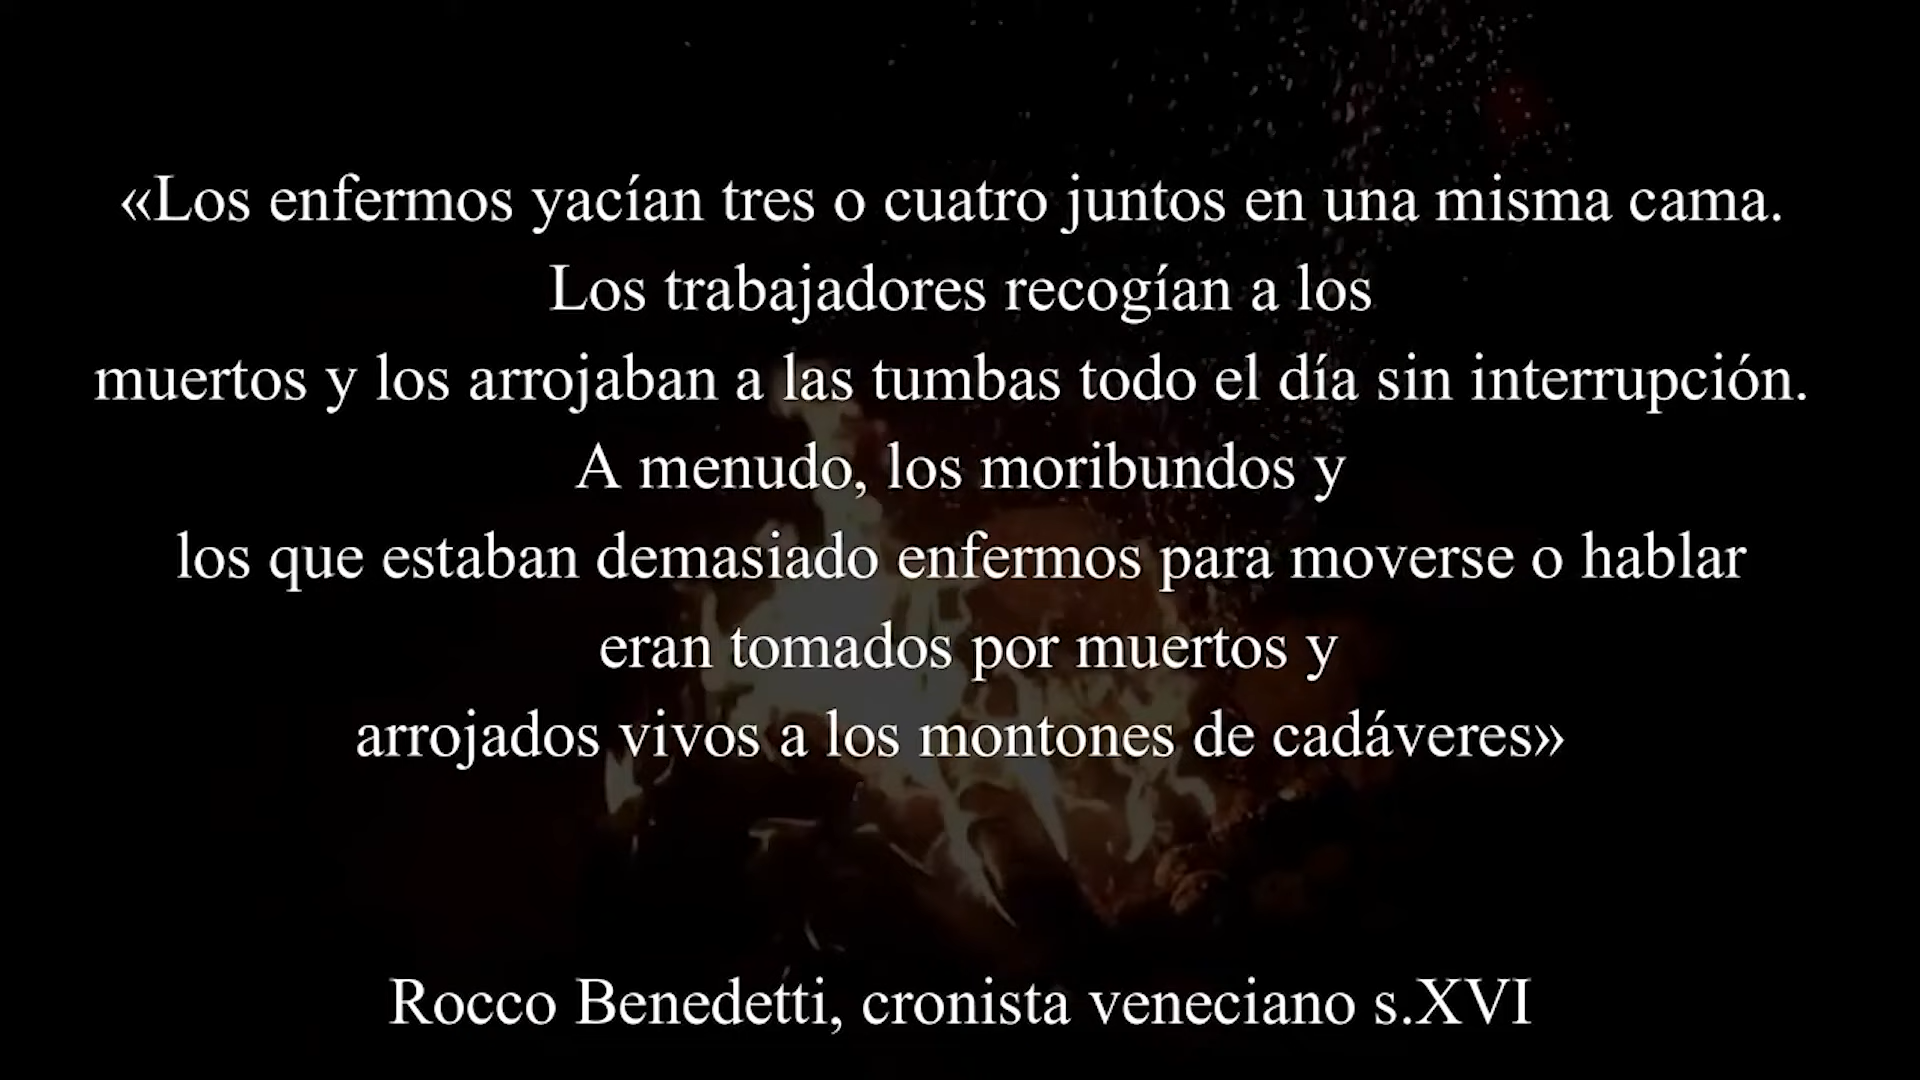 «Los enfermos yacían tres o cuatro juntos en una misma cama.
Los trabajadores recogían a los
muertos y los arrojaban a las tumbas todo el día sin interrupción.
A menudo, los moribundos y
los que estaban demasiado enfermos para moverse o hablar
eran tomados por muertos y
arrojados vivos a los montones de cadáveres»
Rocco Benedetti, cronista veneciano s.XVI